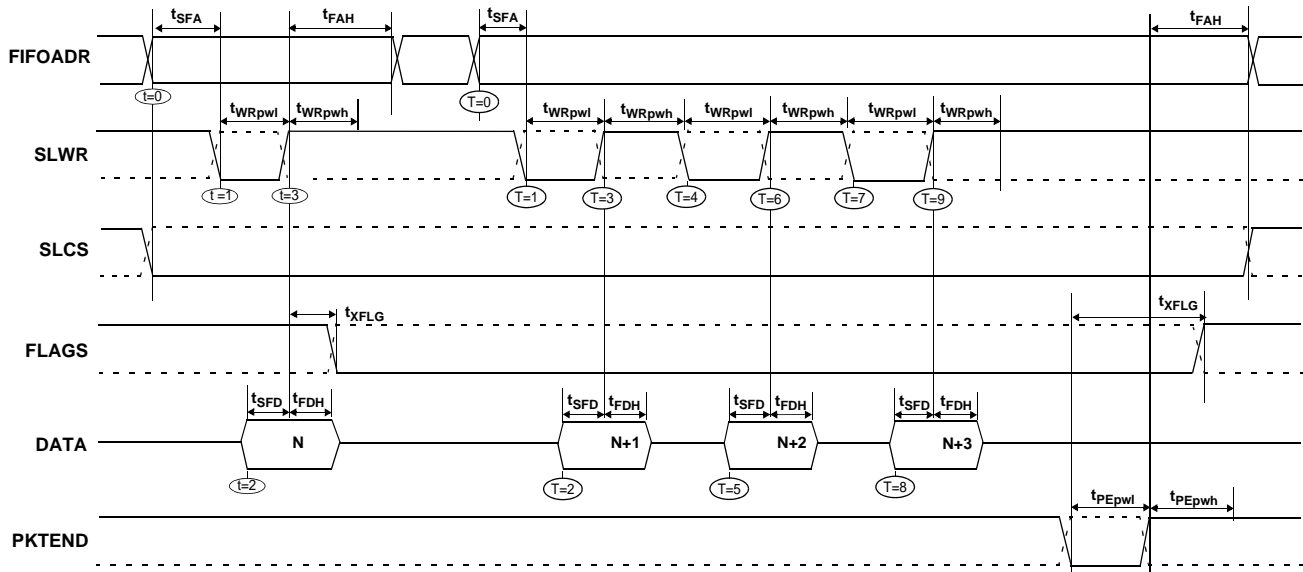 tSFA tFAH tSFA tFAH
FIFOADR
t=0 T=0
tWRpwl tWRpwh tWRpwl tWRpwh tWRpwl tWRpwh tWRpwl tWRpwh
SLWR
t =1 t=3 T=1 T=3 T=4 T=6 T=7 T=9
SLCS
tXFLG tXFLG
FLAGS
tSFD tFDH tSFD tFDH tSFD tFDH tSFD tFDH
DATA N N+1 N+2 N+3
t=2 T=2 T=5 T=8
tPEpwl tPEpwh
PKTEND